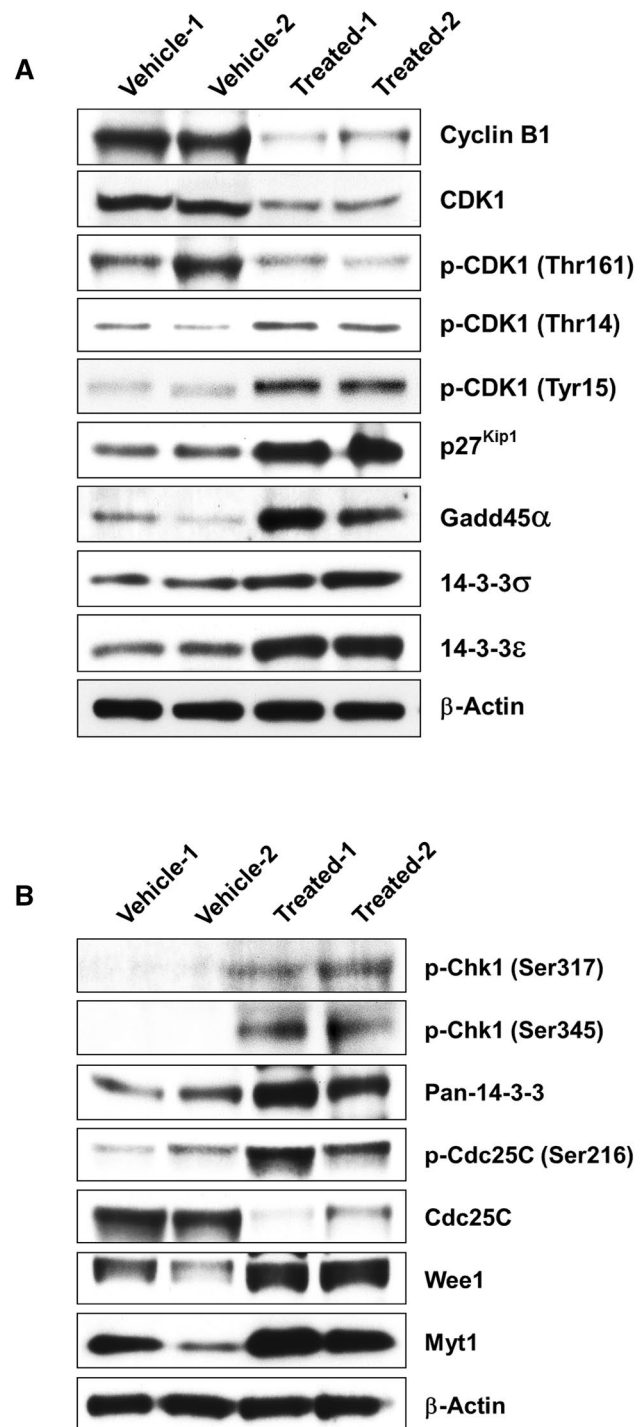 A
Vehicle-1
Vehicle-2
Treated-1
Treated-2
Cyclin B1
CDK1
p-CDK1 (Thr161)
p-CDK1 (Thr14)
p-CDK1 (Tyr15)
p27Kip1
Gadd45α
14-3-3σ
14-3-3ε
β-Actin
B
Vehicle-1
Vehicle-2
Treated-1
Treated-2
p-Chk1 (Ser317)
p-Chk1 (Ser345)
Pan-14-3-3
p-Cdc25C (Ser216)
Cdc25C
Wee1
Myt1
β-Actin